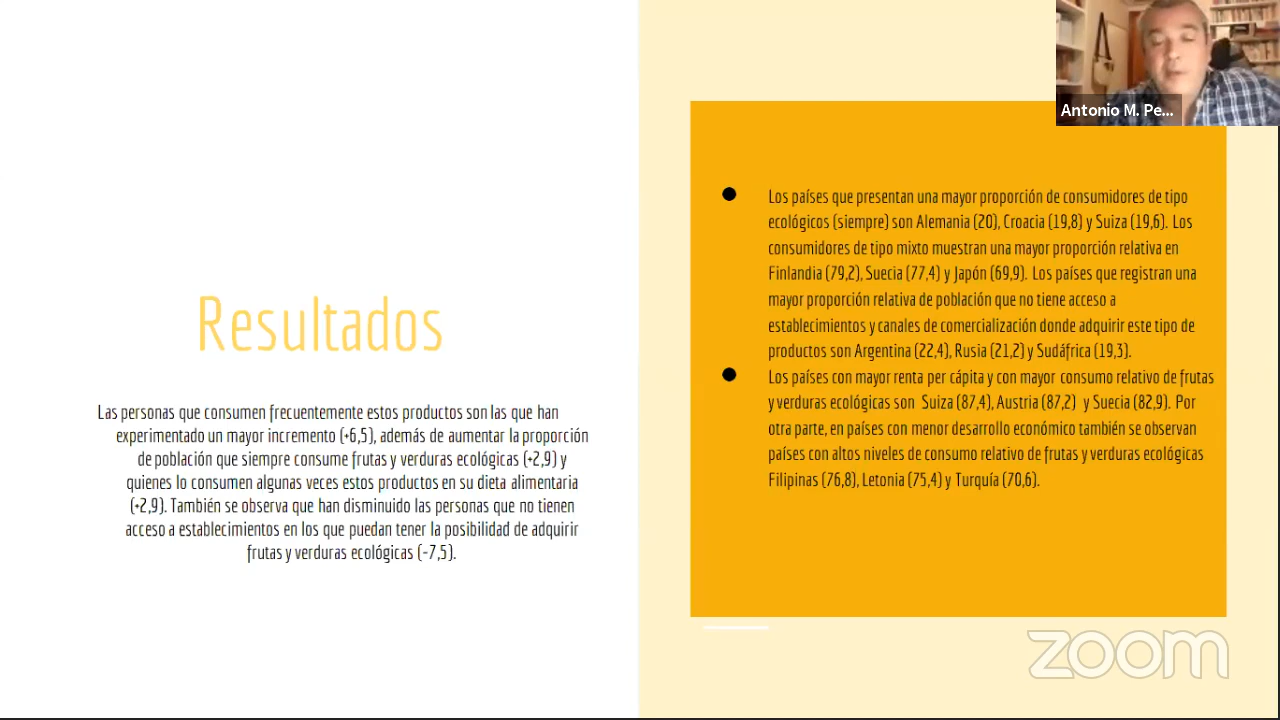 Antonio M. Pe...
Resultados
Las personas que consumen frecuentemente estos productos son las que han
experimentado un mayor incremento (+6,5), además de aumentar la proporción
de población que siempre consume frutas y verduras ecológicas (+2,9) y
quienes lo consumen algunas veces estos productos en su dieta alimentaria
(+2,9). También se observa que han disminuido las personas que no tienen
acceso a establecimientos en los que puedan tener la posibilidad de adquirir
frutas y verduras ecológicas (-7,5).
● Los países que presentan una mayor proporción de consumidores de tipo
ecológicos (siempre) son Alemania (20), Croacia (19,8) y Suiza (19,6). Los
consumidores de tipo mixto muestran una mayor proporción relativa en
Finlandia (79,2), Suecia (77,4) y Japón (69,9). Los países que registran una
mayor proporción relativa de población que no tiene acceso a
establecimientos y canales de comercialización donde adquirir este tipo de
productos son Argentina (22,4), Rusia (21,2) y Sudáfrica (19,3).
● Los países con mayor renta per cápita y con mayor consumo relativo de frutas
y verduras ecológicas son Suiza (87,4), Austria (87,2) y Suecia (82,9). Por
otra parte, en países con menor desarrollo económico también se observan
países con altos niveles de consumo relativo de frutas y verduras ecológicas
Filipinas (76,8), Letonia (75,4) y Turquía (70,6).
zoom